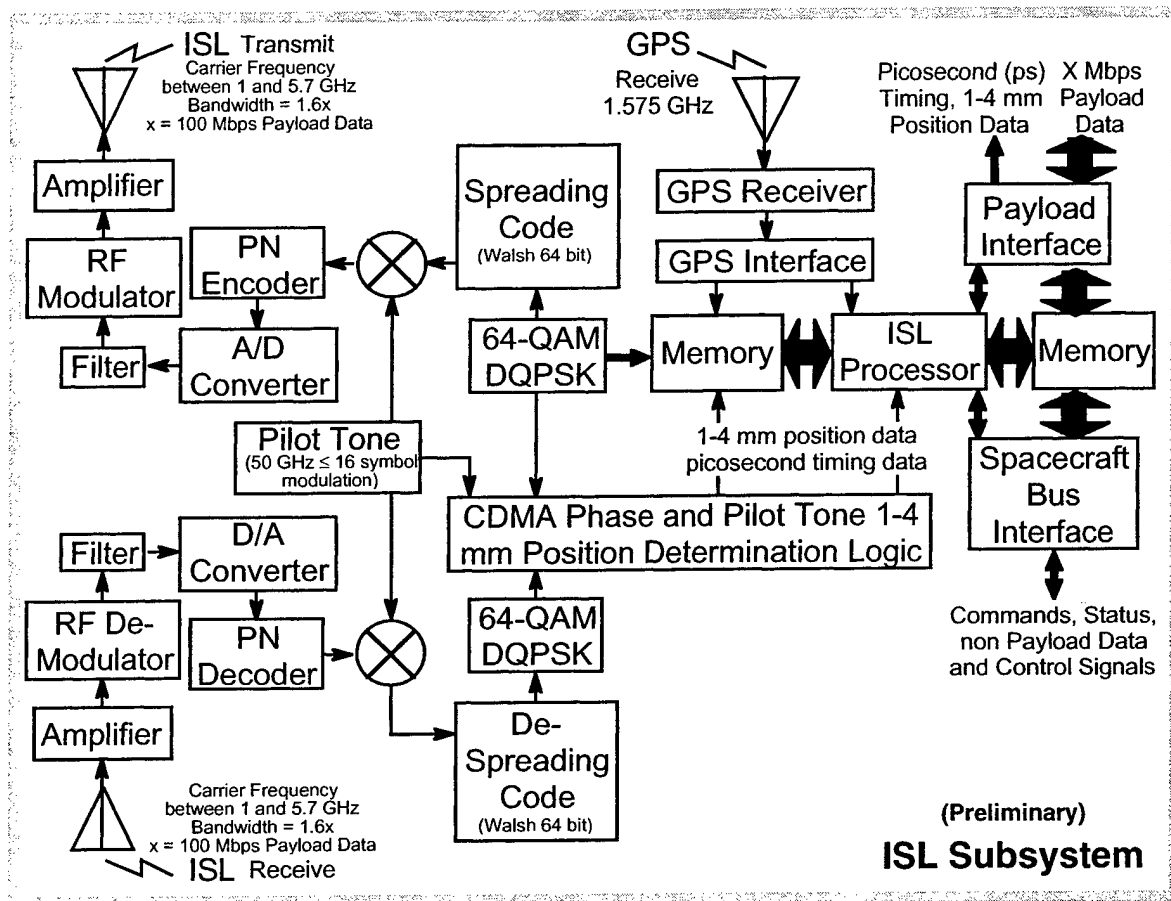 ISL Transmit
Carrier Frequency
between 1 and 5.7 GHz
Bandwidth = 1.6x
x = 100 Mbps Payload Data
Amplifier
RF
Modulator
Filter
PN
Encoder
A/D
Converter
Spreading
Code
(Walsh 64 bit)
64-QAM
DQPSK
Pilot Tone
(50 GHz ≤ 16 symbol
modulation)
GPS
Receive
1.575 GHz
GPS Receiver
GPS Interface
Memory
ISL
Processor
Picosecond (ps)
Timing, 1-4 mm
Position Data
X Mbps
Payload
Data
Payload
Interface
Memory
Spacecraft
Bus
Interface
Commands, Status,
non Payload Data
and Control Signals
1-4 mm position data
picosecond timing data
CDMA Phase and Pilot Tone 1-4
mm Position Determination Logic
Filter
D/A
Converter
RF De-
Modulator
PN
Decoder
64-QAM
DQPSK
De-
Spreading
Code
(Walsh 64 bit)
Amplifier
Carrier Frequency
between 1 and 5.7 GHz
Bandwidth = 1.6x
x = 100 Mbps Payload Data
ISL Receive
(Preliminary)
ISL Subsystem